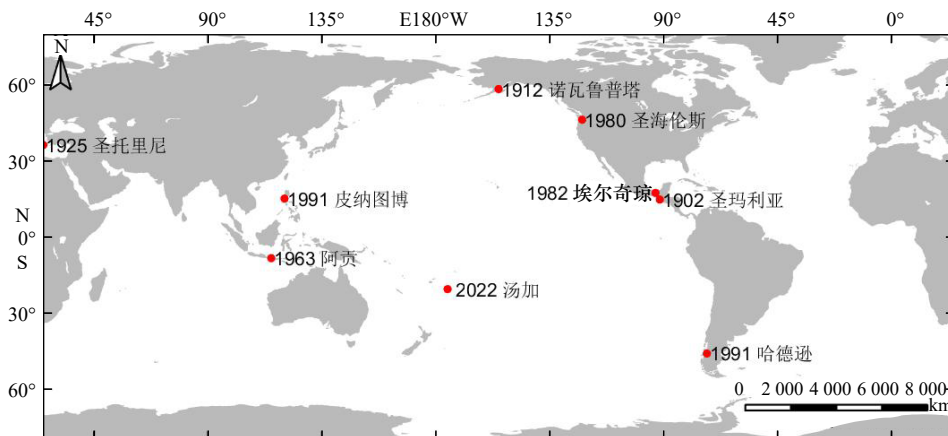 45° 90° 135° E180°W 135° 90° 45° 0°
N
60°
1912 诺瓦鲁普塔
1980 圣海伦斯
1925 圣托里尼
30°
1991 皮纳图博
1982 埃尔奇琼
1902 圣玛利亚
N
0°
S
1963 阿贡
2022 汤加
30°
1991 哈德逊
60°
0 2 000 4 000 6 000 8 000
km